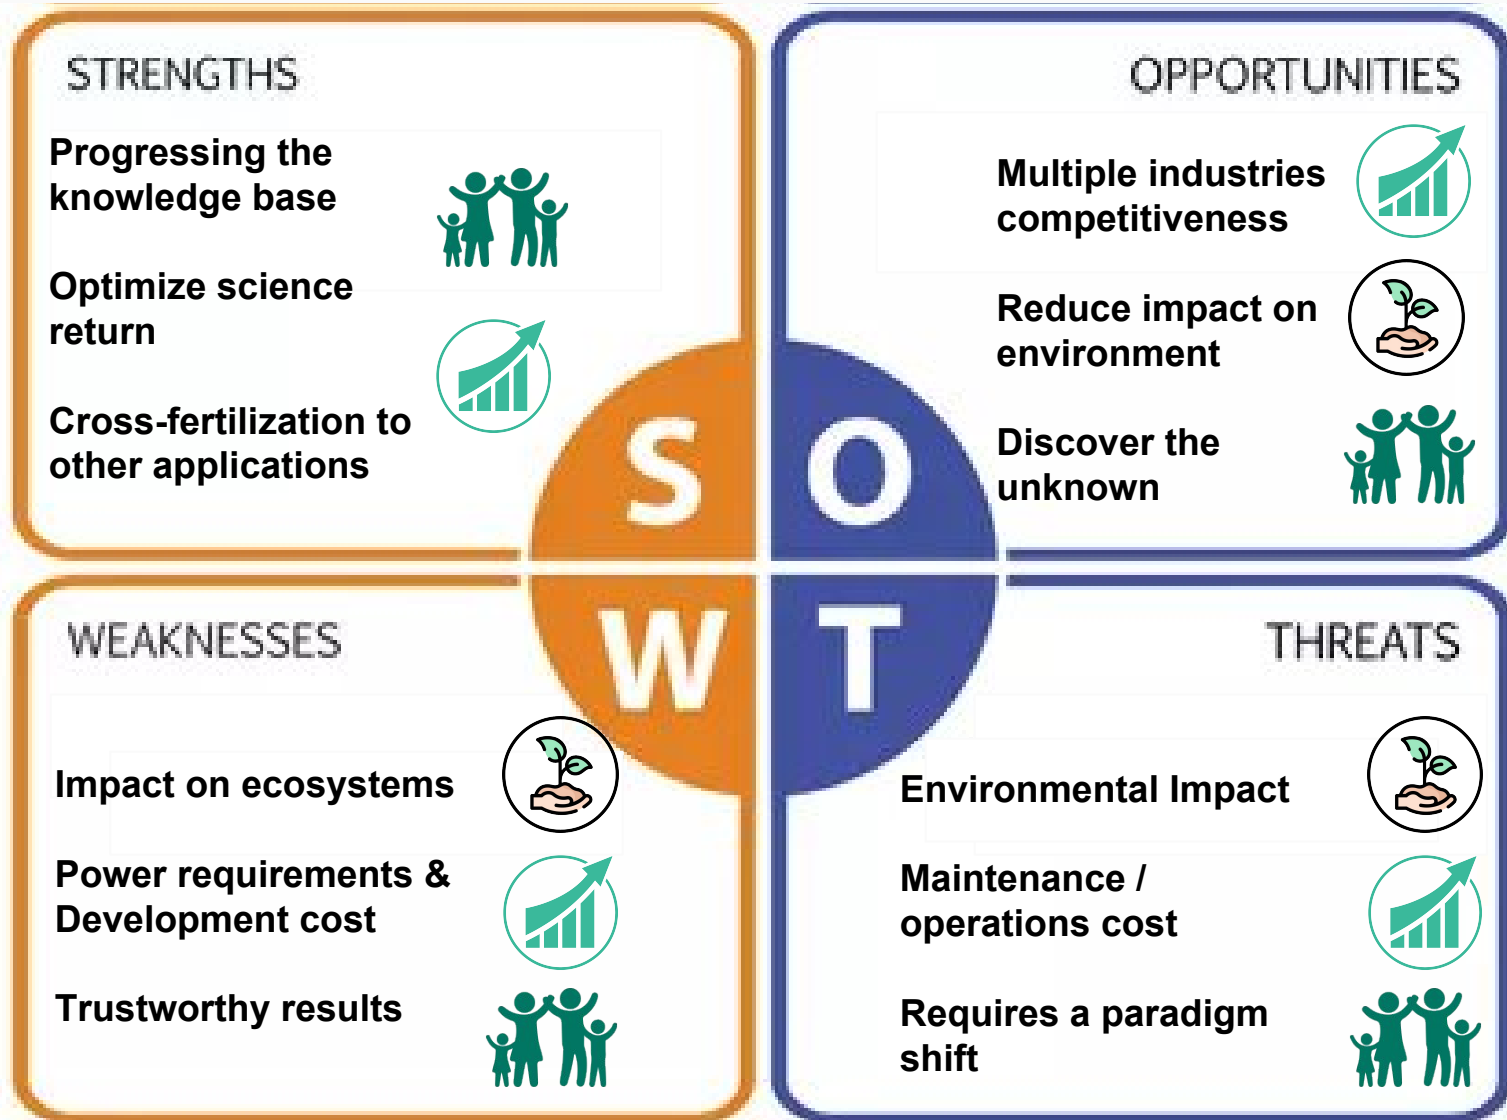 STRENGTHS
Progressing the
knowledge base
Optimize science
return
Cross-fertilization to
other applications
OPPORTUNITIES
Multiple industries
competitiveness
Reduce impact on
environment
Discover the
unknown
S
O
W
T
WEAKNESSES
Impact on ecosystems
Power requirements &
Development cost
Trustworthy results
THREATS
Environmental Impact
Maintenance /
operations cost
Requires a paradigm
shift